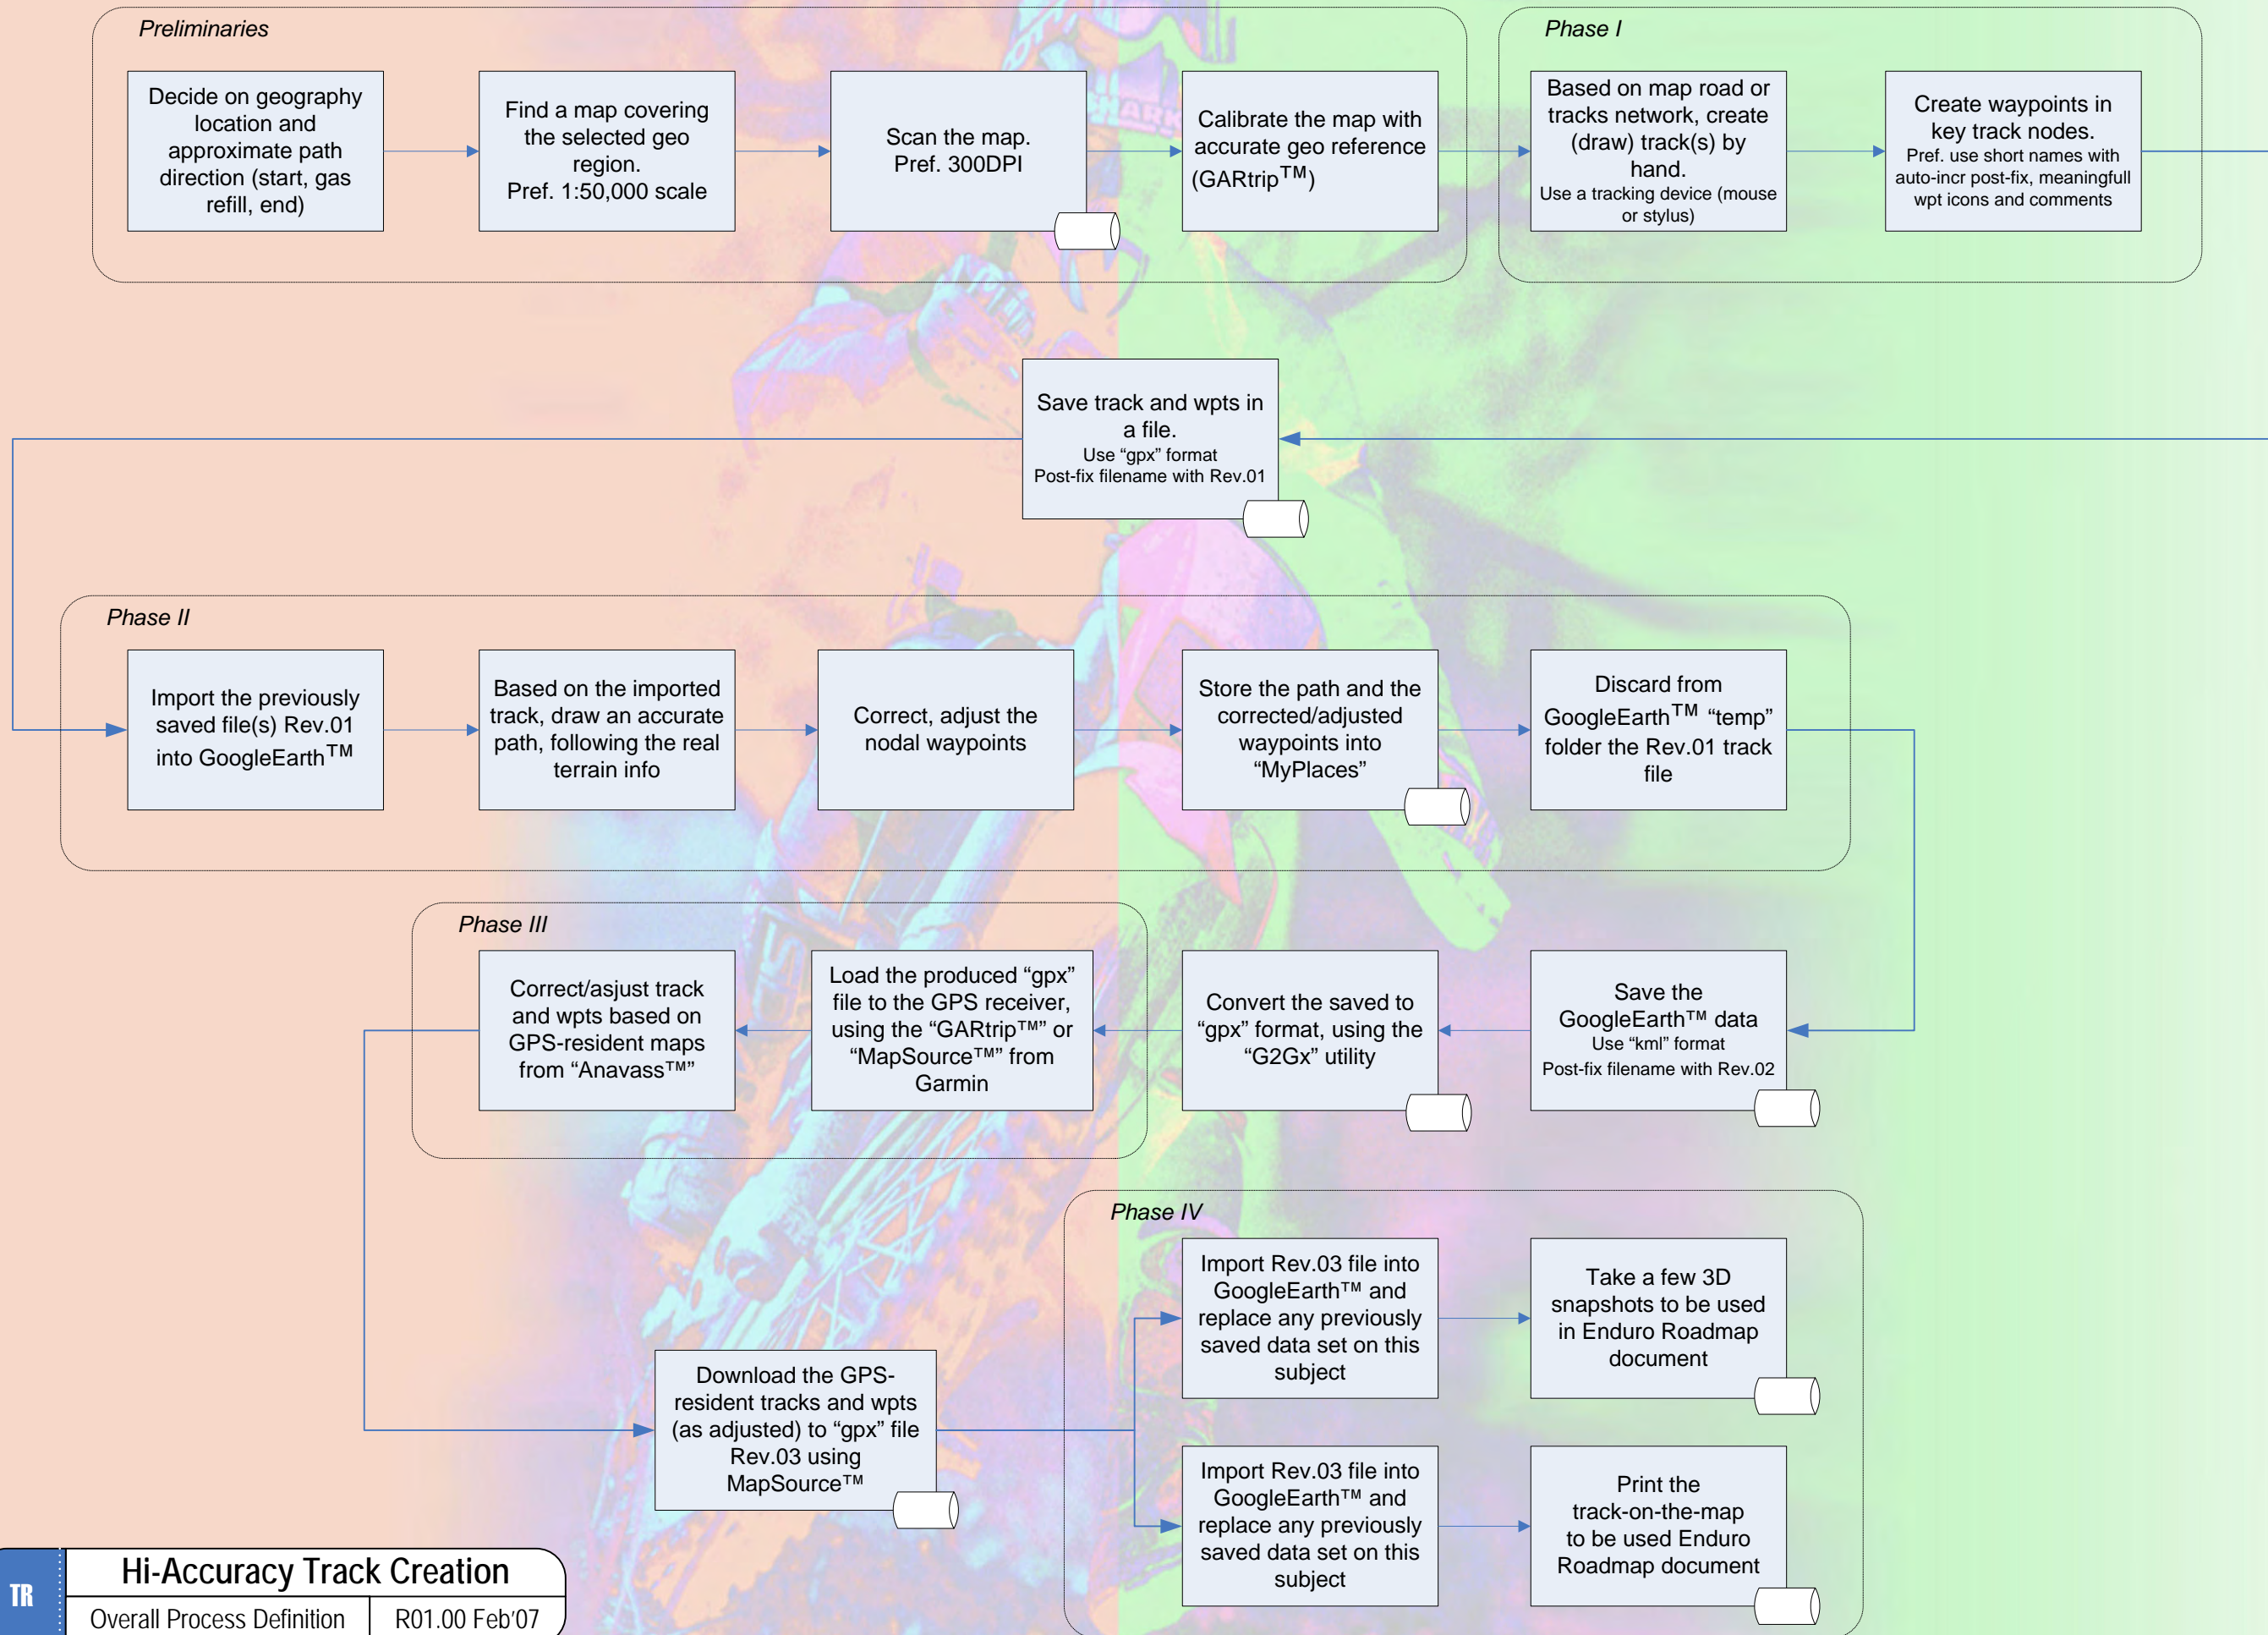 Preliminaries
Decide on geography
location and
approximate path
direction (start, gas
refill, end)
Find a map covering
the selected geo
region.
Pref. 1:50,000 scale
Scan the map.
Pref. 300DPI
Calibrate the map with
accurate geo reference
(GARtrip™)
Phase I
Based on map road or
tracks network, create
(draw) track(s) by
hand.
Use a tracking device (mouse
or stylus)
Create waypoints in
key track nodes.
Pref. use short names with
auto-incr post-fix, meaningfull
wpt icons and comments
Save track and wpts in
a file.
Use “gpx” format
Post-fix filename with Rev.01
Phase II
Import the previously
saved file(s) Rev.01
into GoogleEarth™
Based on the imported
track, draw an accurate
path, following the real
terrain info
Correct, adjust the
nodal waypoints
Store the path and the
corrected/adjusted
waypoints into
“MyPlaces”
Discard from
GoogleEarth™ “temp”
folder the Rev.01 track
file
Phase III
Correct/asjust track
and wpts based on
GPS-resident maps
from “Anavass™”
Load the produced “gpx”
file to the GPS receiver,
using the “GARtrip™” or
“MapSource™” from
Garmin
Convert the saved to
“gpx” format, using the
“G2Gx” utility
Save the
GoogleEarth™ data
Use “kml” format
Post-fix filename with Rev.02
Phase IV
Download the GPS-
resident tracks and wpts
(as adjusted) to “gpx” file
Rev.03 using
MapSource™
Import Rev.03 file into
GoogleEarth™ and
replace any previously
saved data set on this
subject
Take a few 3D
snapshots to be used
in Enduro Roadmap
document
Import Rev.03 file into
GoogleEarth™ and
replace any previously
saved data set on this
subject
Print the
track-on-the-map
to be used Enduro
Roadmap document
TR
Hi-Accuracy Track Creation
Overall Process Definition
R01.00 Feb'07